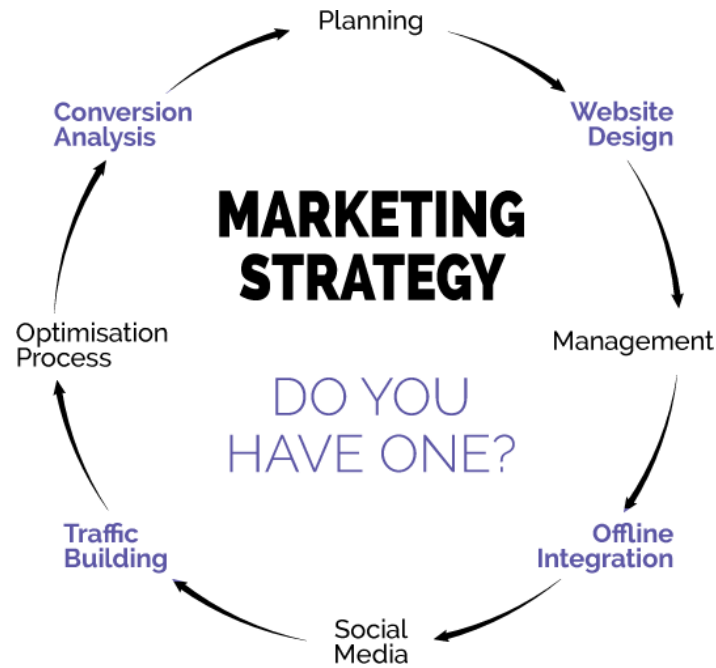 Planning
Website
Design
Management
Offline
Integration
Social
Media
Traffic
Building
Optimisation
Process
Conversion
Analysis
MARKETING
STRATEGY
DO YOU
HAVE ONE?